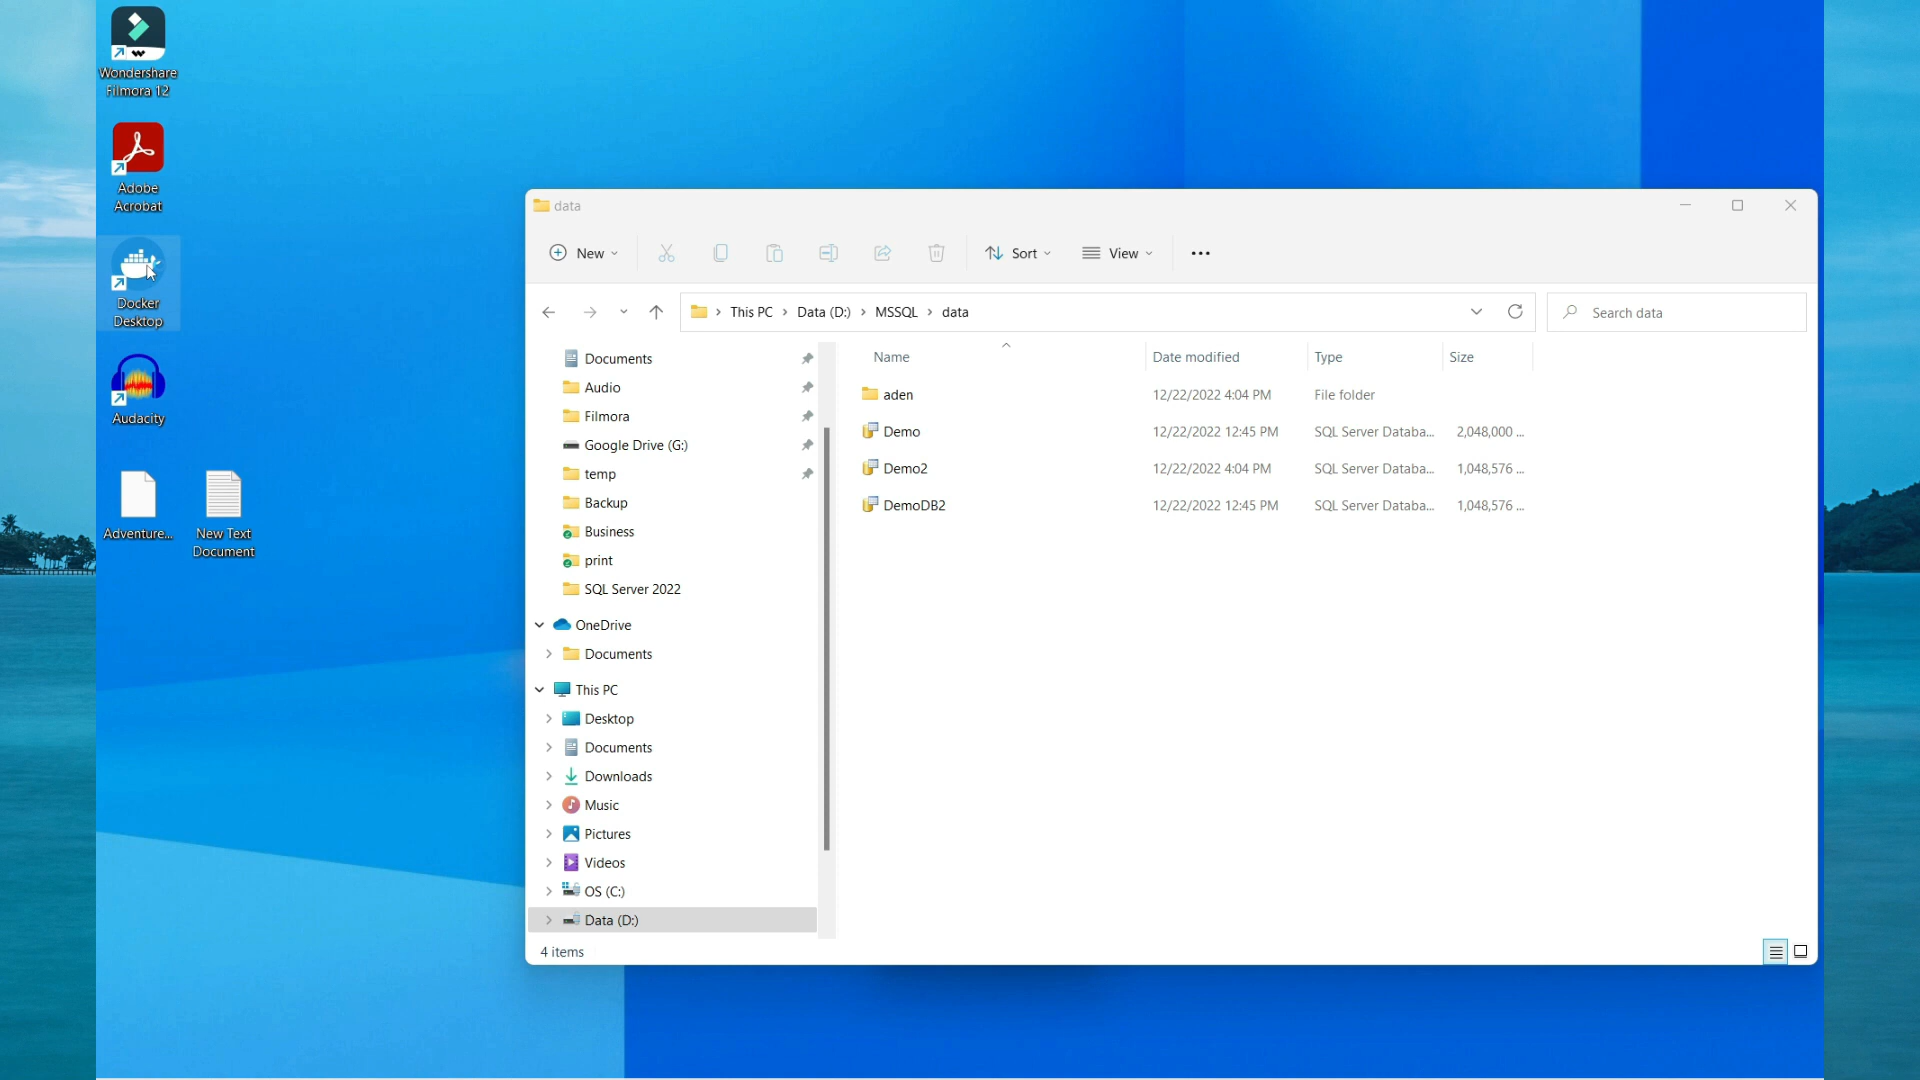 Wondershare
Filmora 12
Adobe
Acrobat
Docker
Desktop
Audacity
Adventure...
New Text
Document
data
New
Sort
View
This PC
Data (D:)
MSSQL
data
Search data
Documents
Audio
Filmora
Google Drive (G:)
temp
Backup
Business
print
SQL Server 2022
OneDrive
Documents
This PC
Desktop
Documents
Downloads
Music
Pictures
Videos
OS (C:)
Data (D:)
Name Date modified Type Size
aden 12/22/2022 4:04 PM File folder
Demo 12/22/2022 12:45 PM SQL Server Databa... 2,048,000 ...
Demo2 12/22/2022 4:04 PM SQL Server Databa... 1,048,576 ...
DemoDB2 12/22/2022 12:45 PM SQL Server Databa... 1,048,576 ...
4 items